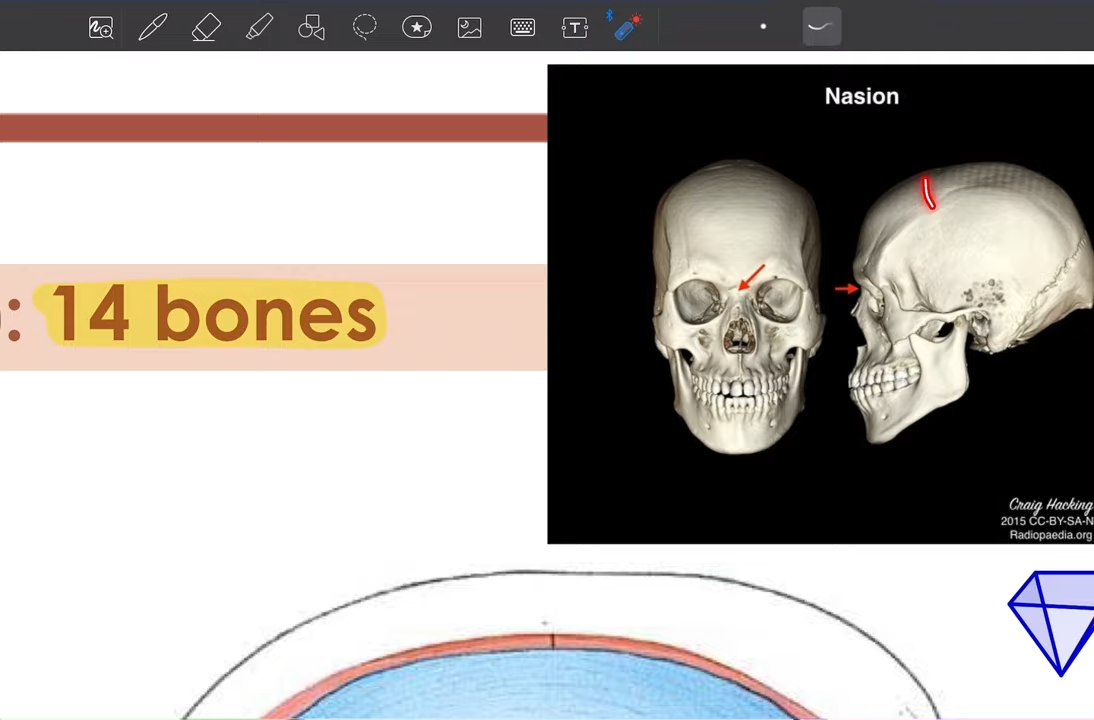 Nasion
: 14 bones
Craig Hacking
2015 CC-BY-SA-N
Radiopaedia.org